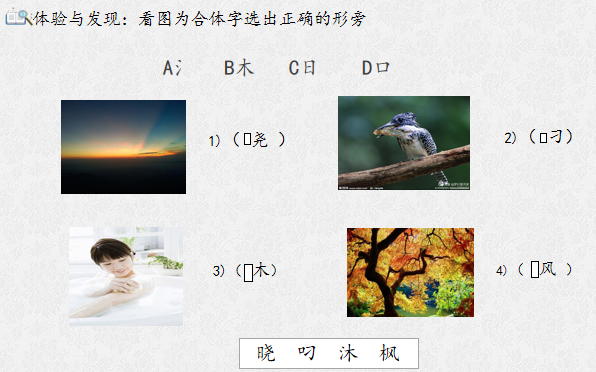 体验与发现：看图为合体字选出正确的形旁
A氵 B木 C日 D口
1)（□尧 ）
2)（□刁）
3)（□木）
4)（ □风 ）
晓 叼 沐 枫